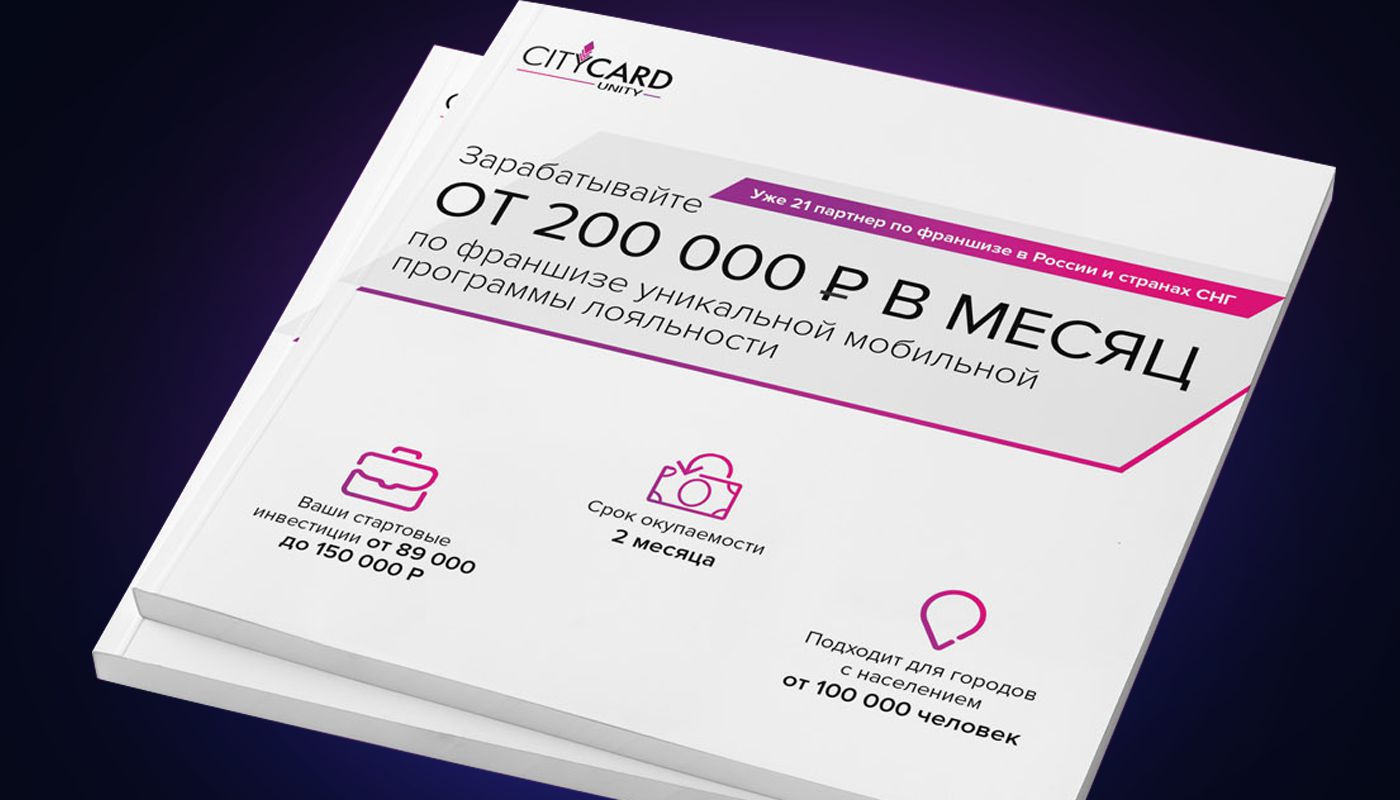 CITYCARD
UNITY
Зарабатывайте
Уже 21 партнер по франшизе в России и странах СНГ
ОТ 200 000 ₽ В МЕСЯЦ
по франшизе уникальной мобильной
программы лояльности
Ваши стартовые
инвестиции от 89 000
до 150 000 Р
Срок окупаемости
2 месяца
Подходит для городов
с населением
от 100 000 человек